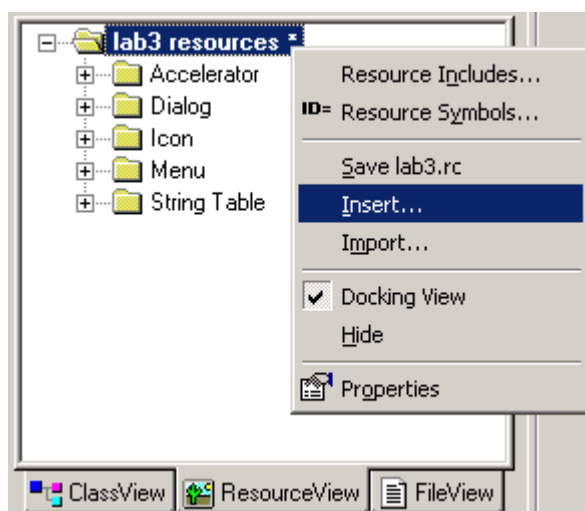 lab3 resources *
Accelerator
Dialog
Icon
Menu
String Table
Resource Includes...
ID= Resource Symbols...
Save lab3.rc
Insert...
Import...
Docking View
Hide
Properties
ClassView ResourceView FileView